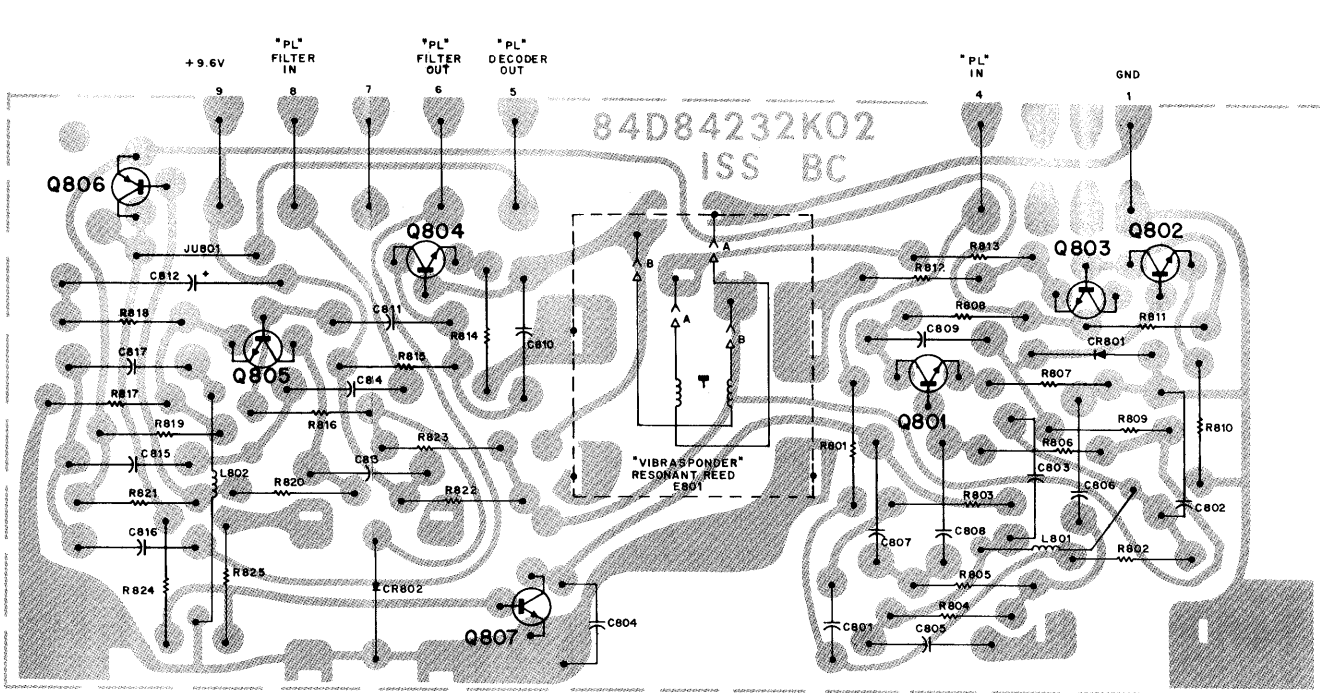 "PL"
FILTER
IN
"PL"
FILTER
OUT
"PL"
DECODER
OUT
"PL"
IN
+9.6V
GND
9
8
7
6
5
4
1
84D84232K02
ISS BC
Q806
Q804
Q803
Q802
JU801
R813
A
B
C812
+
R812
C811
R808
R818
A
R811
R814
C810
C809
B
CR801
Q805
R815
C817
C814
R807
R817
R816
Q801
R809
R810
R819
R823
R801
R806
C815
L802
C813
"VIBRASPONDER"
RESONANT REED
E801
C803
C806
R820
R821
R822
R803
C802
C816
C807
C808
L801
R802
R824
R825
CR802
R805
Q807
C804
C801
R804
C805